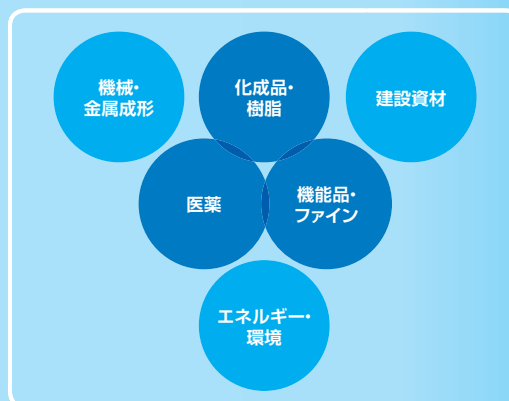 機械・
金属成形
化成品・
樹脂
建設資材
医薬
機能品・
ファイン
エネルギー・
環境